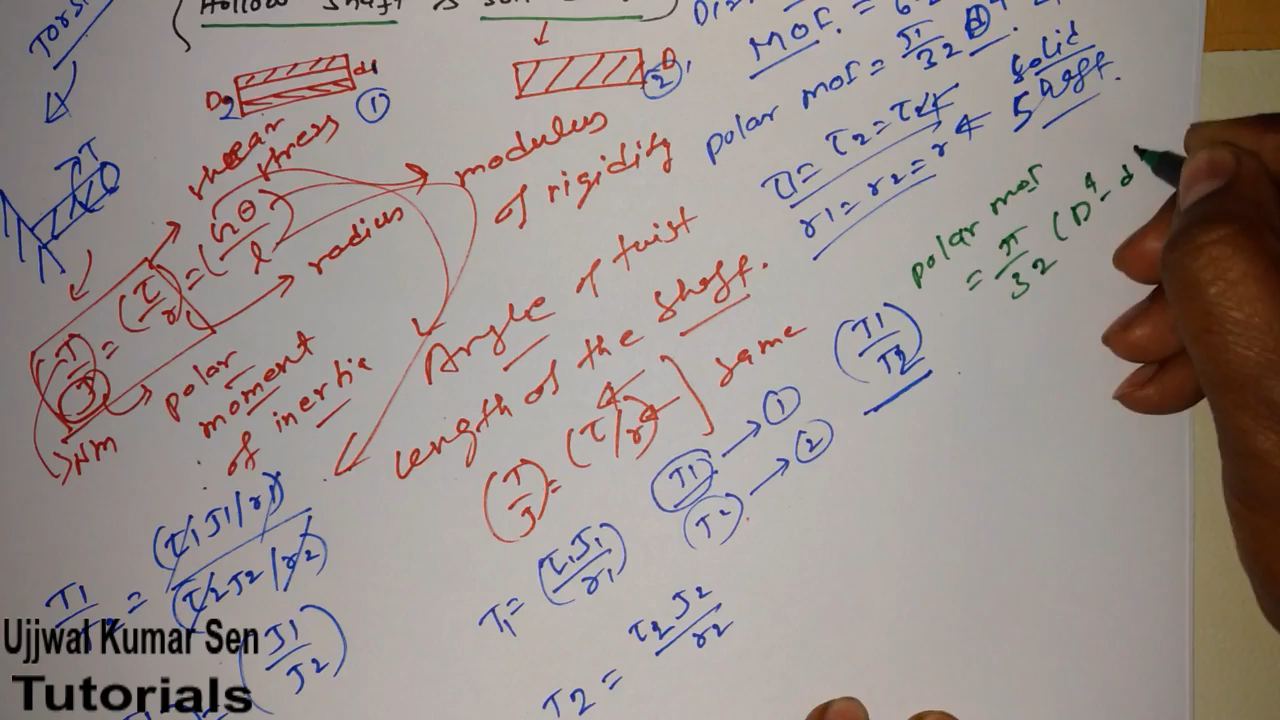 Hollow shaft
Torsi
D2 d1
1
D
2
shear
stress
modulus
of rigidity
radius
(T/J) = (τ/r) = (Gθ/l)
Angle of twist
length of the shaft.
polar
moment
of inertia
NM
(T/J) = (τ/r) same
T1 → 1
T2 → 2
(T1/T2)
T1 = (τ1J1/r1)
T2 = τ2J2/r2
(τ1J1/r1)
(τ2J2/r2)
(J1/J2)
MOI. =
polar moI = π/32 D4
solid
shaft.
τ1 = τ2 = τ
r1 = r2 = r
polar moI
= π/32 (D4 - d
Ujjwal Kumar Sen
Tutorials